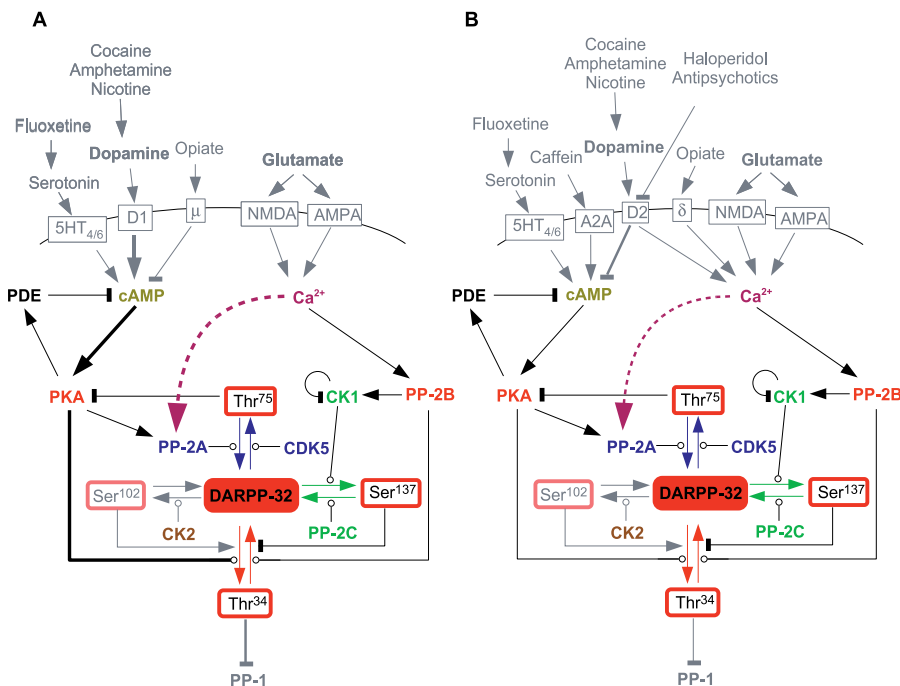 A
Cocaine
Amphetamine
Nicotine
Fluoxetine
Dopamine
Opiate
Glutamate
Serotonin
5HT4/6
D1
μ
NMDA
AMPA
PDE
cAMP
Ca2+
PKA
Thr75
CK1
PP-2B
PP-2A
CDK5
Ser102
DARPP-32
Ser137
CK2
PP-2C
Thr34
PP-1
B
Cocaine
Amphetamine
Nicotine
Haloperidol
Antipsychotics
Fluoxetine
Caffein
Dopamine
Opiate
Glutamate
Serotonin
5HT4/6
A2A
D2
δ
NMDA
AMPA
PDE
cAMP
Ca2+
PKA
Thr75
CK1
PP-2B
PP-2A
CDK5
Ser102
DARPP-32
Ser137
CK2
PP-2C
Thr34
PP-1